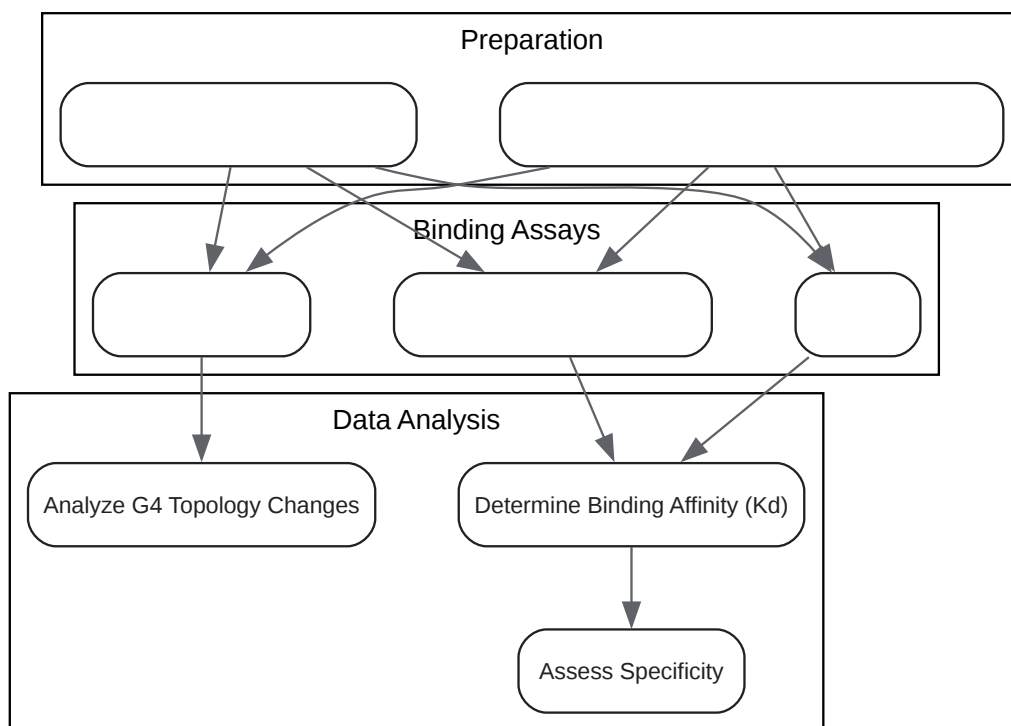 Preparation
Binding Assays
Data Analysis
Analyze G4 Topology Changes
Determine Binding Affinity (Kd)
Assess Specificity